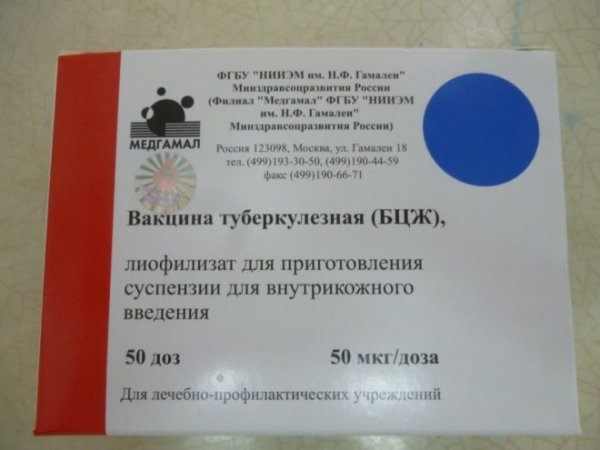 ФГБУ "НИИЭМ им. Н.Ф. Гамалеи"
Минздравсоцразвития России
(Филиал "Медгамал" ФГБУ "НИИЭМ
им. Н.Ф. Гамалеи"
Минздравсоцразвития России)
МЕДГАМАЛ
Россия 123098, Москва, ул. Гамалеи 18
тел. (499)193-30-50, (499)190-44-59
факс (499)190-66-71
Вакцина туберкулезная (БЦЖ),
лиофилизат для приготовления
суспензии для внутрикожного
введения
50 доз 50 мкг/доза
Для лечебно-профилактических учреждений